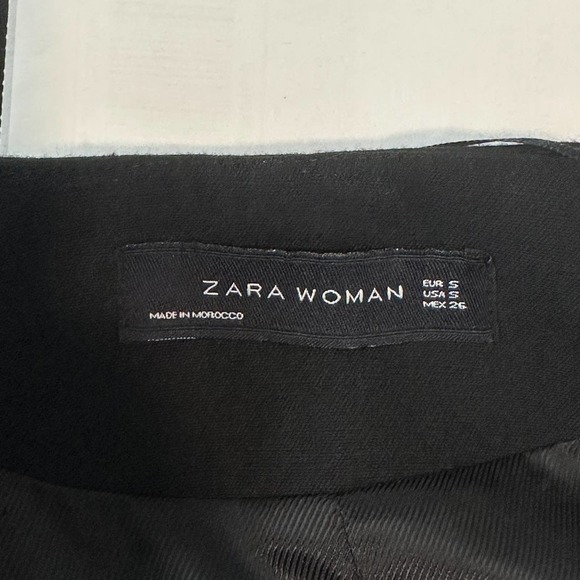 ZARA WOMAN
EUR S
USA S
MEX 26
MADE IN MOROCCO